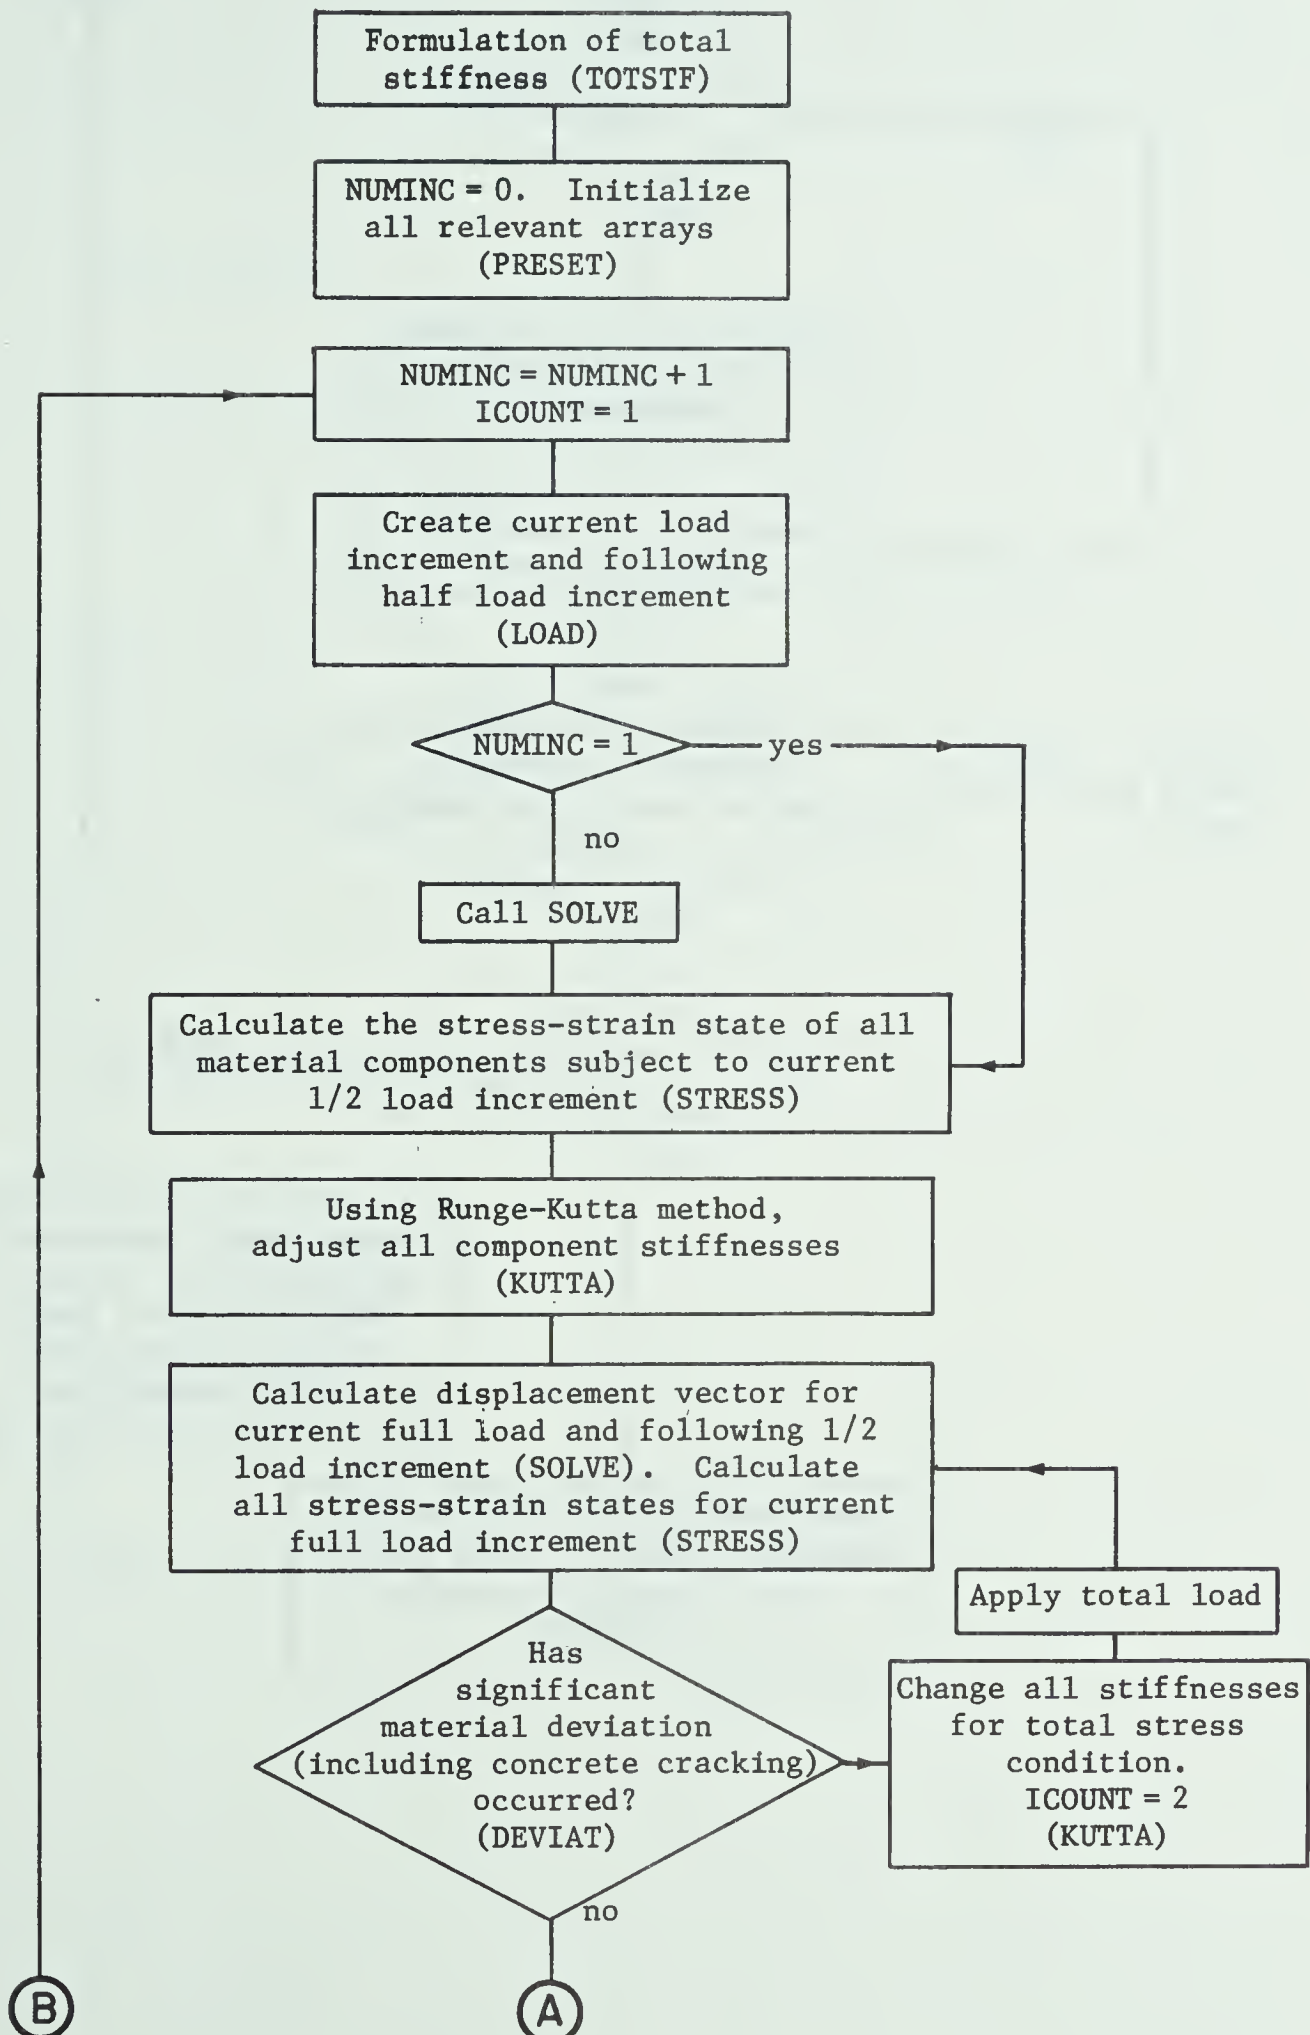 Formulation of total
stiffness (TOTSTF)
NUMINC = 0. Initialize
all relevant arrays
(PRESET)
NUMINC = NUMINC + 1
ICOUNT = 1
Create current load
increment and following
half load increment
(LOAD)
NUMINC = 1
yes
no
Call SOLVE
Calculate the stress-strain state of all
material components subject to current
1/2 load increment (STRESS)
Using Runge-Kutta method,
adjust all component stiffnesses
(KUTTA)
Calculate displacement vector for
current full load and following 1/2
load increment (SOLVE). Calculate
all stress-strain states for current
full load increment (STRESS)
Apply total load
Has
significant
material deviation
(including concrete cracking)
occurred?
(DEVIAT)
Change all stiffnesses
for total stress
condition.
ICOUNT = 2
(KUTTA)
no
B
A